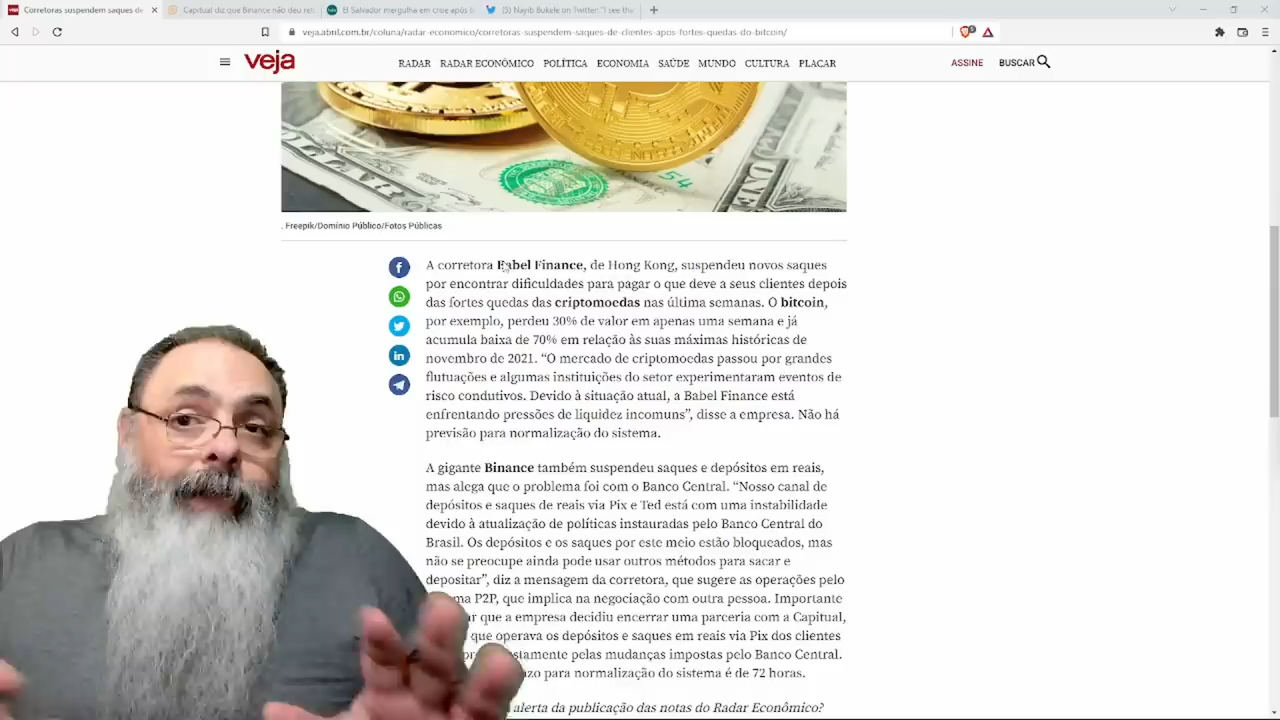 Corretoras suspendem saques de
Capitual diz que Binance não deu
El Salvador mergulha em crise após
(5) Nayib Bukele on Twitter: "I see
veja.abril.com.br/coluna/radar-economico/corretoras-suspendem-saques-de-clientes-apos-fortes-quedas-do-bitcoin/
veja
RADAR RADAR ECONÔMICO POLÍTICA ECONOMIA SAÚDE MUNDO CULTURA PLACAR
ASSINE BUSCAR
. Freepik/Domínio Público/Fotos Públicas
A corretora Babel Finance, de Hong Kong, suspendeu novos saques
por encontrar dificuldades para pagar o que deve a seus clientes depois
das fortes quedas das criptomoedas nas última semanas. O bitcoin,
por exemplo, perdeu 30% de valor em apenas uma semana e já
acumula baixa de 70% em relação às suas máximas históricas de
novembro de 2021. “O mercado de criptomoedas passou por grandes
flutuações e algumas instituições do setor experimentaram eventos de
risco condutivos. Devido à situação atual, a Babel Finance está
enfrentando pressões de liquidez incomuns”, disse a empresa. Não há
previsão para normalização do sistema.
A gigante Binance também suspendeu saques e depósitos em reais,
mas alega que o problema foi com o Banco Central. “Nosso canal de
depósitos e saques de reais via Pix e Ted está com uma instabilidade
devido à atualização de políticas instauradas pelo Banco Central do
Brasil. Os depósitos e os saques por este meio estão bloqueados, mas
não se preocupe ainda pode usar outros métodos para sacar e
depositar”, diz a mensagem da corretora, que sugere as operações pelo
ma P2P, que implica na negociação com outra pessoa. Importante
ar que a empresa decidiu encerrar uma parceria com a Capitual,
que operava os depósitos e saques em reais via Pix dos clientes
stamente pelas mudanças impostas pelo Banco Central.
azo para normalização do sistema é de 72 horas.
alerta da publicação das notas do Radar Econômico?